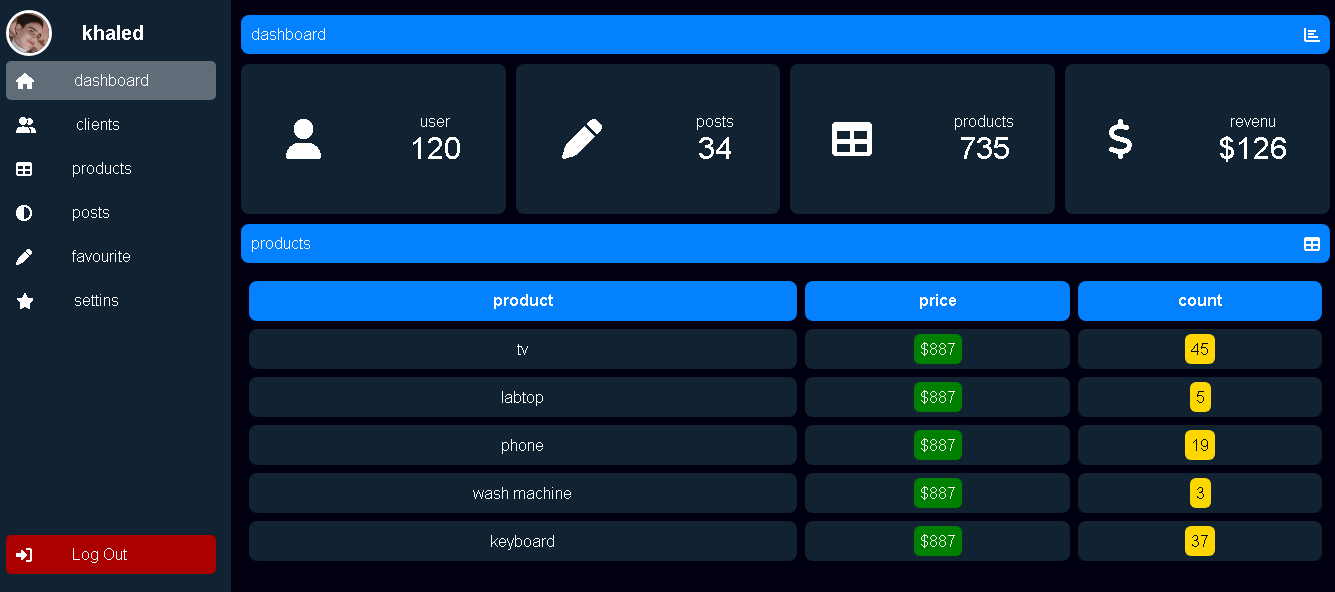 khaled
dashboard
clients
products
posts
favourite
settins
Log Out
dashboard
user
120
posts
34
products
735
revenu
$126
products
product price count
tv $887 45
labtop $887 5
phone $887 19
wash machine $887 3
keyboard $887 37